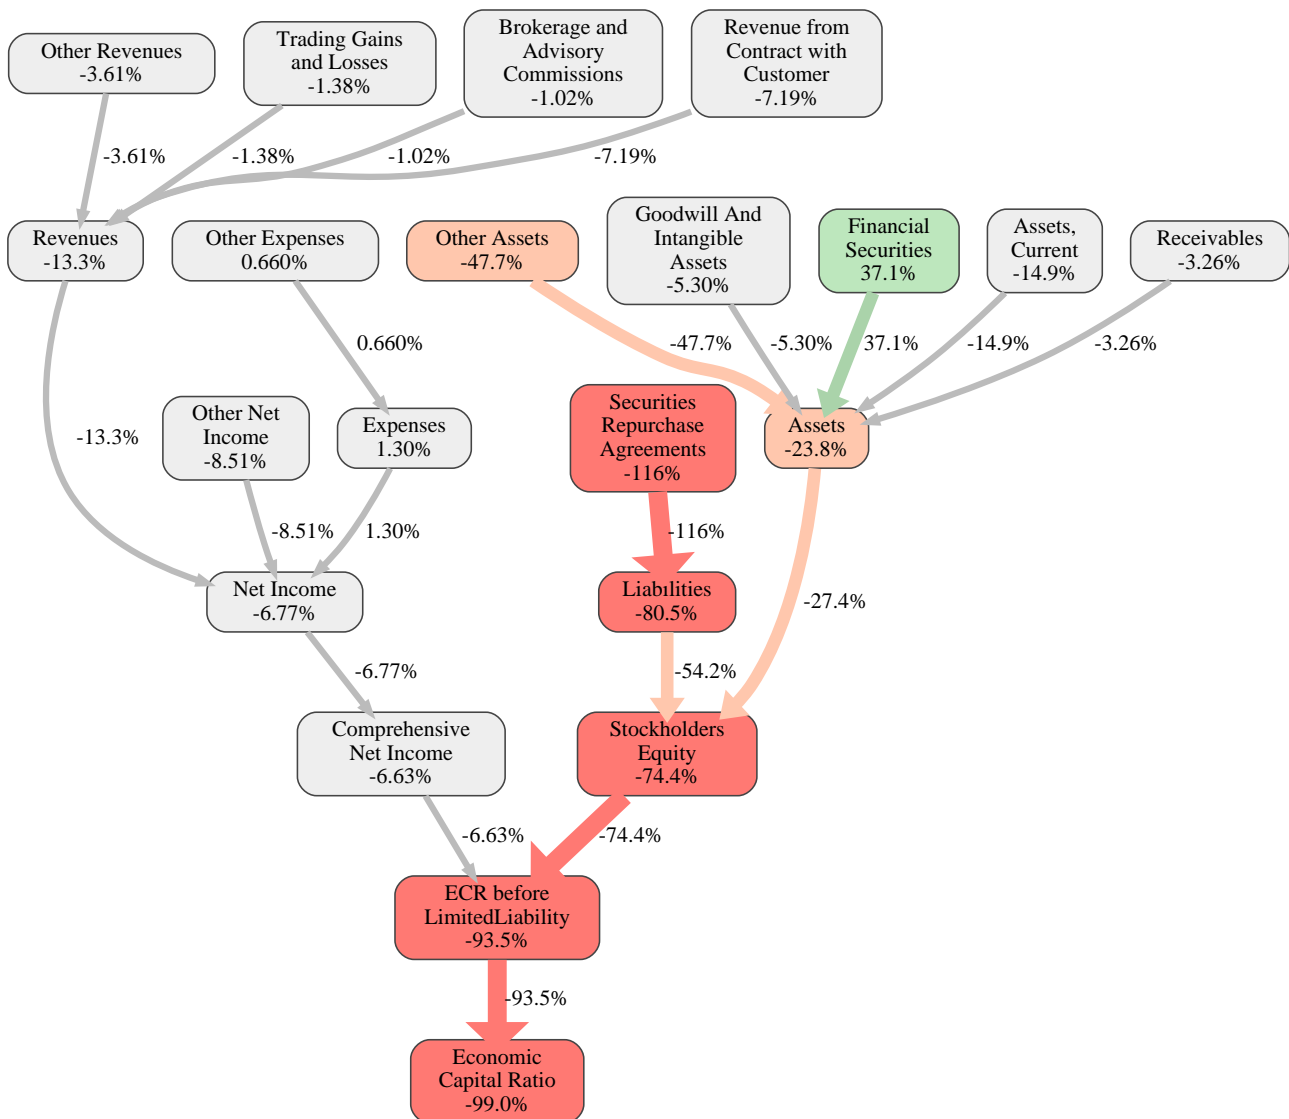 Other Revenues
-3.61%
Trading Gains
and Losses
-1.38%
Brokerage and
Advisory
Commissions
-1.02%
Revenue from
Contract with
Customer
-7.19%
-3.61%
-1.38%
-1.02%
-7.19%
Revenues
-13.3%
Other Expenses
0.660%
Other Assets
-47.7%
Goodwill And
Intangible
Assets
-5.30%
Financial
Securities
37.1%
Assets,
Current
-14.9%
Receivables
-3.26%
0.660%
-47.7%
-5.30%
37.1%
-14.9%
-3.26%
Other Net
Income
-8.51%
Expenses
1.30%
Securities
Repurchase
Agreements
-116%
Assets
-23.8%
-13.3%
-8.51%
1.30%
-116%
Net Income
-6.77%
Liabilities
-80.5%
-27.4%
-6.77%
-54.2%
Comprehensive
Net Income
-6.63%
Stockholders
Equity
-74.4%
-6.63%
-74.4%
ECR before
LimitedLiability
-93.5%
-93.5%
Economic
Capital Ratio
-99.0%